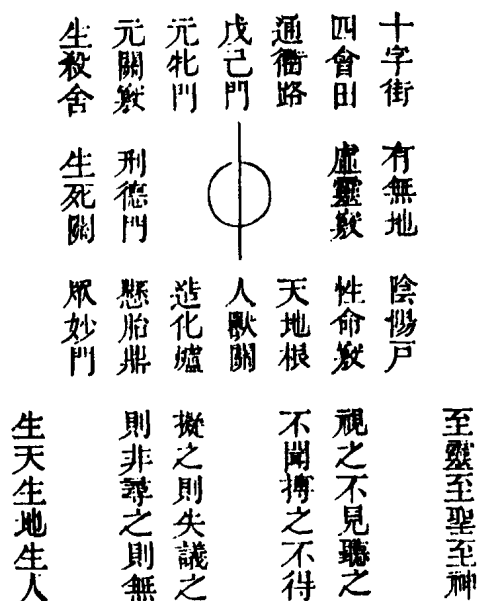 十字街
四會田
通衢路
戊己門
元牝門
元關竅
生殺舍
有無地
虛靈竅
刑德門
生死關
陰陽戸
性命竅
天地根
人獸關
造化爐
懸胎鼎
眾妙門
至靈至聖至神
視之不見聽之
不聞搏之不得
擬之則失議之
則非尋之則無
生天生地生人